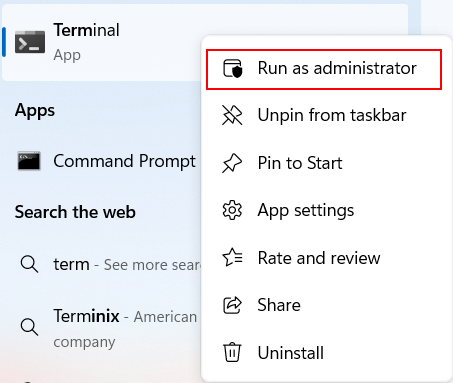 Terminal
App
Run as administrator
Unpin from taskbar
Apps
Command Prompt
Pin to Start
Search the web
App settings
term - See more sear
Rate and review
Terminix - American
company
Share
Uninstall